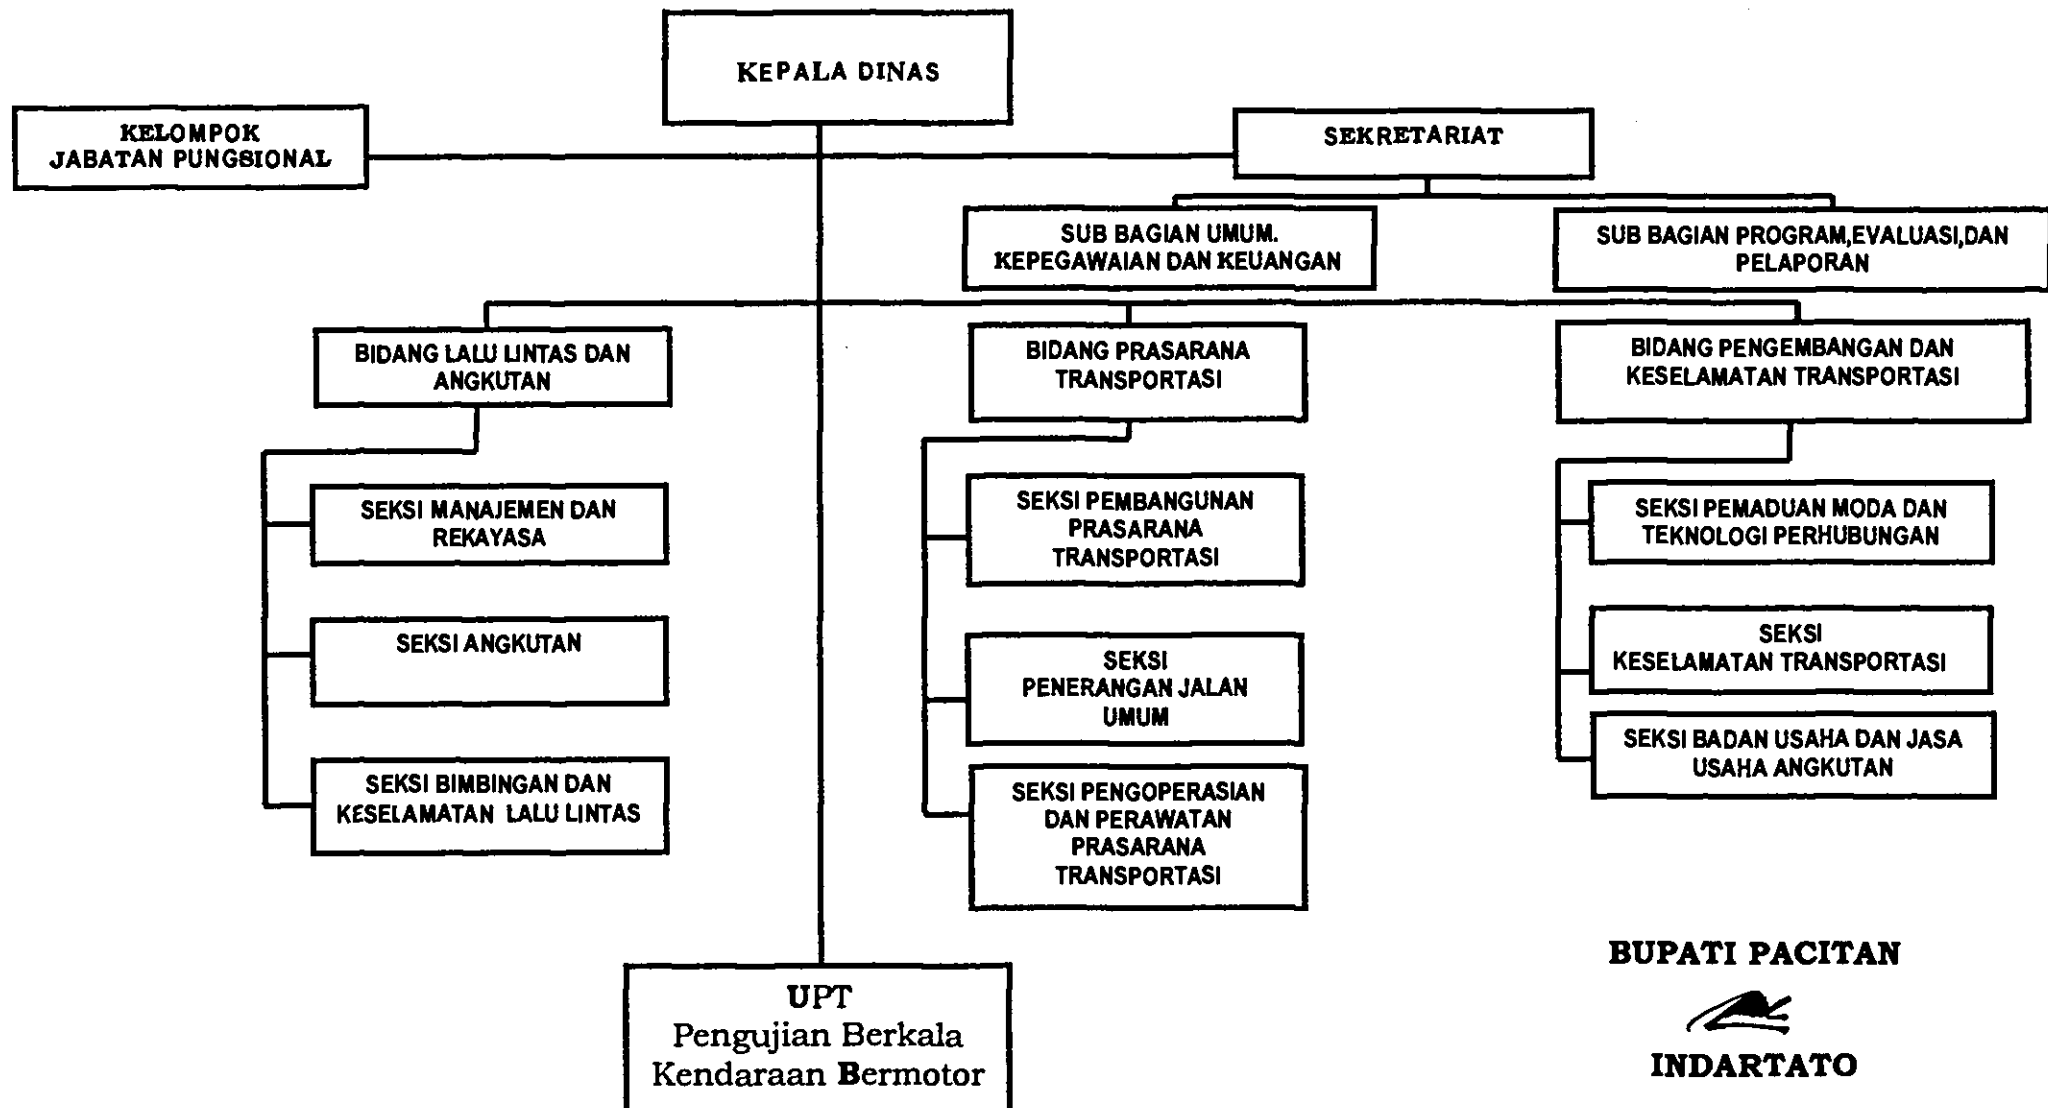 KEPALA DINAS
KELOMPOK
JABATAN PUNGSIONAL
SEKRETARIAT
SUB BAGIAN UMUM.
KEPEGAWAIAN DAN KEUANGAN
SUB BAGIAN PROGRAM,EVALUASI,DAN
PELAPORAN
BIDANG LALU LINTAS DAN
ANGKUTAN
BIDANG PRASARANA
TRANSPORTASI
BIDANG PENGEMBANGAN DAN
KESELAMATAN TRANSPORTASI
SEKSI MANAJEMEN DAN
REKAYASA
SEKSI ANGKUTAN
SEKSI BIMBINGAN DAN
KESELAMATAN LALU LINTAS
SEKSI PEMBANGUNAN
PRASARANA
TRANSPORTASI
SEKSI
PENERANGAN JALAN
UMUM
SEKSI PENGOPERASIAN
DAN PERAWATAN
PRASARANA
TRANSPORTASI
SEKSI PEMADUAN MODA DAN
TEKNOLOGI PERHUBUNGAN
SEKSI
KESELAMATAN TRANSPORTASI
SEKSI BADAN USAHA DAN JASA
USAHA ANGKUTAN
UPT
Pengujian Berkala
Kendaraan Bermotor
BUPATI PACITAN
INDARTATO